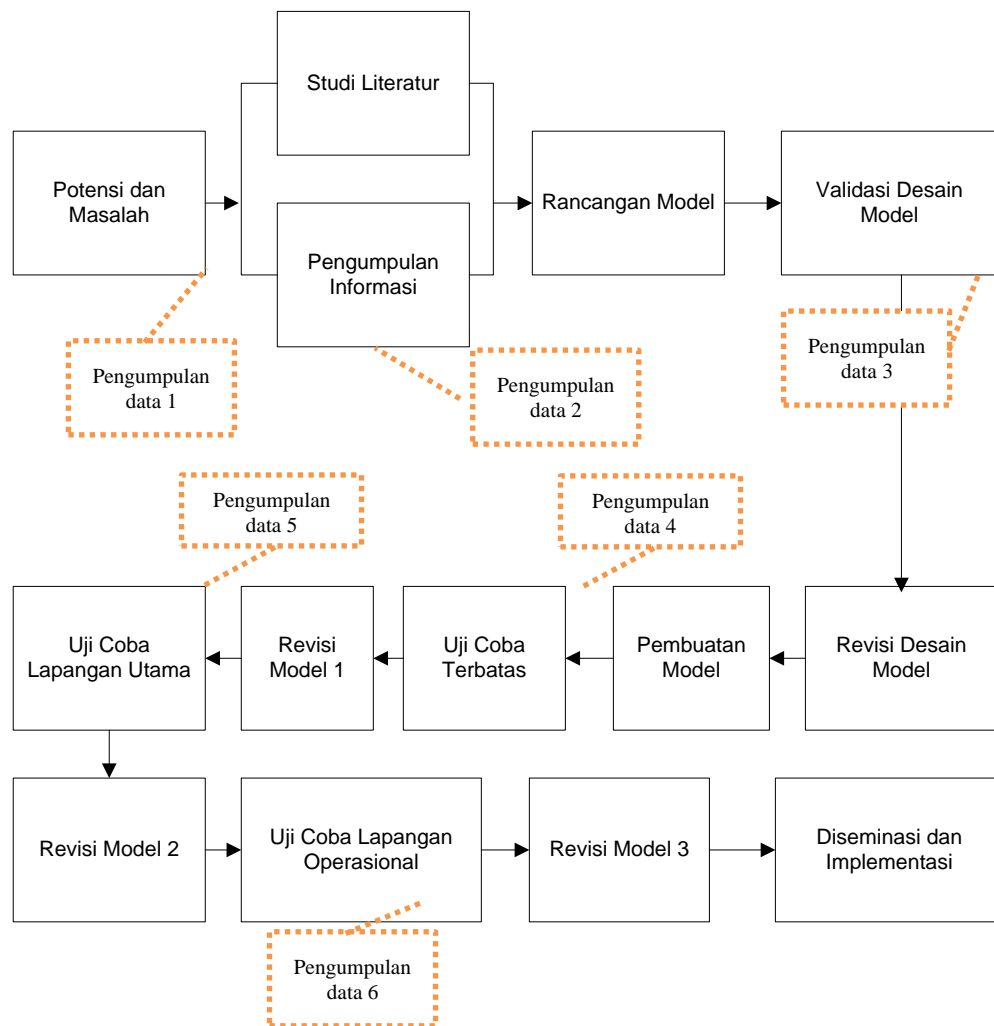 Studi Literatur
Potensi dan
Masalah
Pengumpulan
Informasi
Rancangan Model
Validasi Desain
Model
Pengumpulan
data 1
Pengumpulan
data 2
Pengumpulan
data 3
Pengumpulan
data 5
Pengumpulan
data 4
Uji Coba
Lapangan Utama
Revisi
Model 1
Uji Coba
Terbatas
Pembuatan
Model
Revisi Desain
Model
Revisi Model 2
Uji Coba Lapangan
Operasional
Revisi Model 3
Diseminasi dan
Implementasi
Pengumpulan
data 6